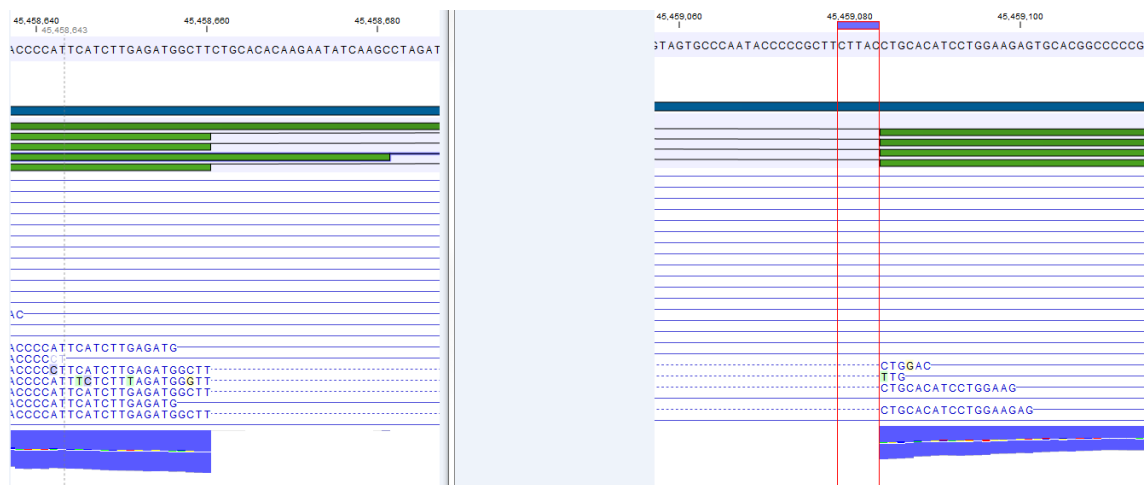 45,458,640 45,458,660 45,458,680
45,458,643
ACCCCATTCATCTTGAGATGGCTTCTGCACACAAGAATATCAAGCCTAGAT
AC
ACCCCATTCATCTTGAGATG
ACCCCCT
ACCCCCTTCATCTTGAGATGGCTT
ACCCCATTTCTCTTTAGATGGGTT
ACCCCATTCATCTTGAGATGGCTT
ACCCCATTCATCTTGAGATG
ACCCCATTCATCTTGAGATGGCTT
45,459,060 45,459,080 45,459,100
GTAGTGCCCAATACCCCCGCTTCTTACCTGCACATCCTGGAAGAGTGCACGGCCCCCG
CTGGAC
TTG
CTGCACATCCTGGAAG
CTGCACATCCTGGAAGAG